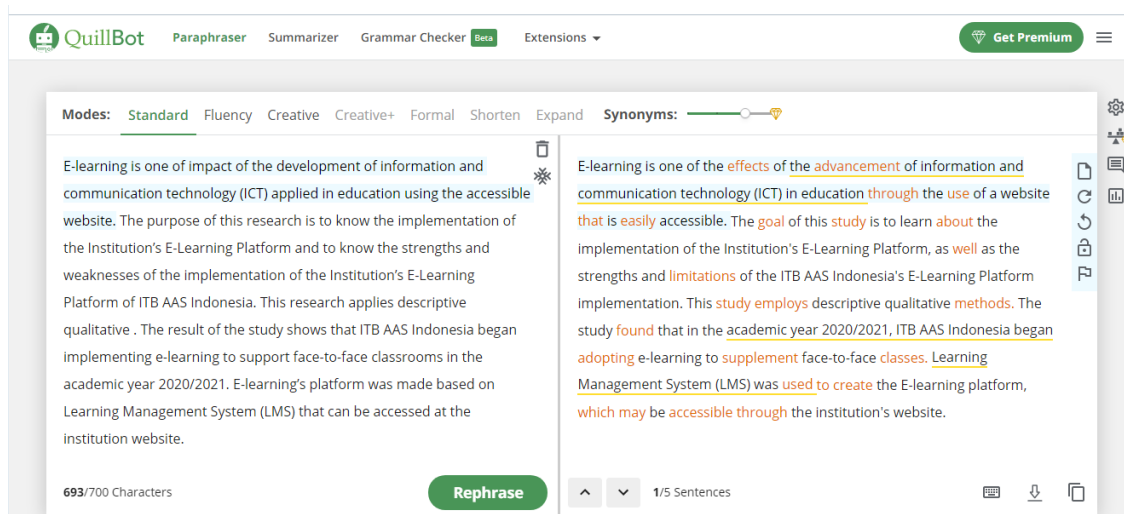 QuillBot Paraphraser Summarizer Grammar Checker Beta Extensions Get Premium
Modes: Standard Fluency Creative Creative+ Formal Shorten Expand Synonyms:
E-learning is one of impact of the development of information and
communication technology (ICT) applied in education using the accessible
website. The purpose of this research is to know the implementation of
the Institution’s E-Learning Platform and to know the strengths and
weaknesses of the implementation of the Institution’s E-Learning
Platform of ITB AAS Indonesia. This research applies descriptive
qualitative . The result of the study shows that ITB AAS Indonesia began
implementing e-learning to support face-to-face classrooms in the
academic year 2020/2021. E-learning’s platform was made based on
Learning Management System (LMS) that can be accessed at the
institution website.
693/700 Characters
Rephrase
E-learning is one of the effects of the advancement of information and
communication technology (ICT) in education through the use of a website
that is easily accessible. The goal of this study is to learn about the
implementation of the Institution's E-Learning Platform, as well as the
strengths and limitations of the ITB AAS Indonesia's E-Learning Platform
implementation. This study employs descriptive qualitative methods. The
study found that in the academic year 2020/2021, ITB AAS Indonesia began
adopting e-learning to supplement face-to-face classes. Learning
Management System (LMS) was used to create the E-learning platform,
which may be accessible through the institution's website.
1/5 Sentences